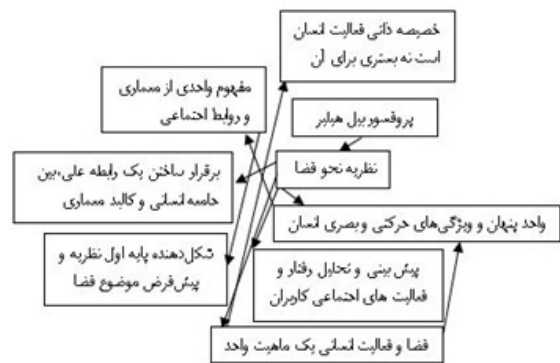 خصیصه ذاتی فعالیت انسان
است نه بستری برای آن
مفهوم واحدی از معماری
و روابط اجتماعی
پروفسور بیل هیلیر
نظریه نحو فضا
برقرار ساختن یک رابطه علی،بین
جامعه انسانی و کالبد معماری
واحد پنهان و ویژگی‌های حرکتی و بصری انسان
شکل‌دهنده پایه اول نظریه و
پیش‌فرض موضوع فضا
پیش بینی و تحلیل رفتار و
فعالیت های اجتماعی کاربران
فضا و فعالیت انسانی یک ماهیت واحد